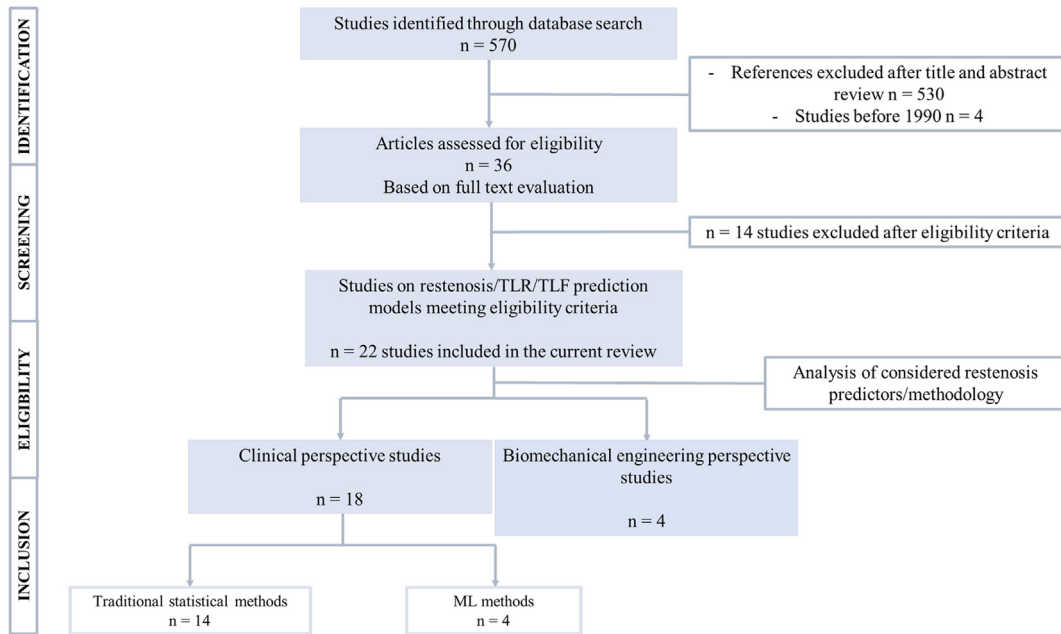 IDENTIFICATION
Studies identified through database search
n = 570
- References excluded after title and abstract
review n = 530
- Studies before 1990 n = 4
Articles assessed for eligibility
n = 36
Based on full text evaluation
SCREENING
n = 14 studies excluded after eligibility criteria
Studies on restenosis/TLR/TLF prediction
models meeting eligibility criteria
n = 22 studies included in the current review
ELIGIBILITY
Analysis of considered restenosis
predictors/methodology
Clinical perspective studies
n = 18
Biomechanical engineering perspective
studies
n = 4
INCLUSION
Traditional statistical methods
n = 14
ML methods
n = 4